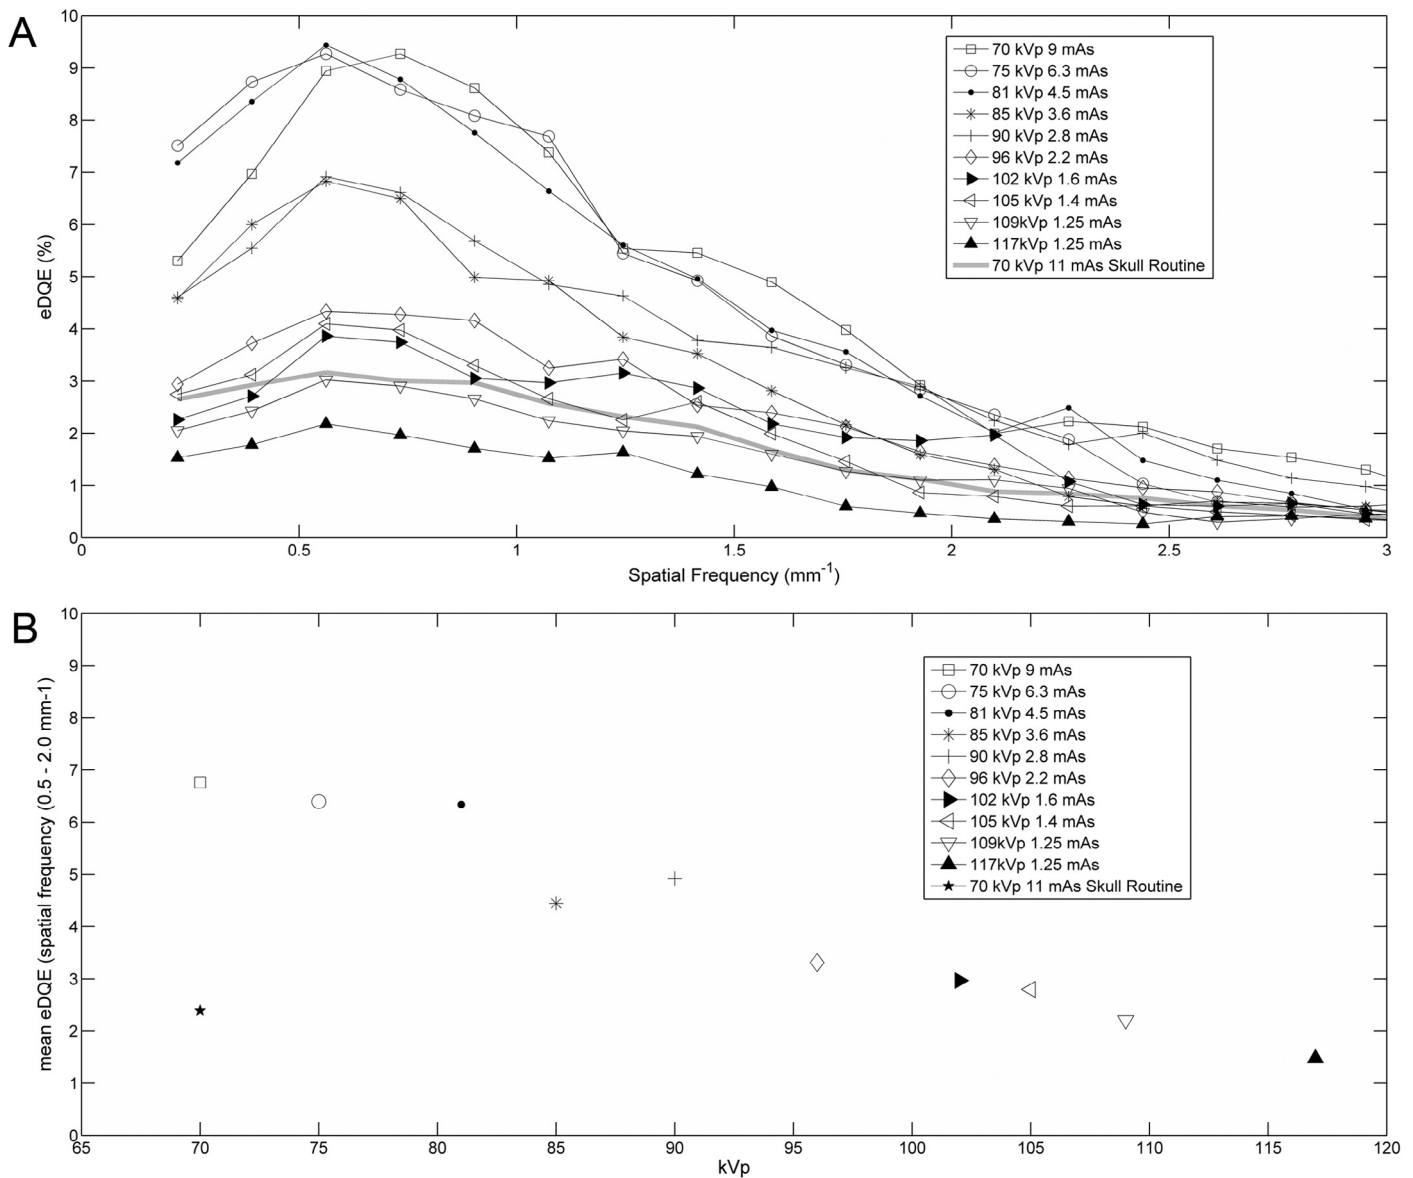 A
10
9
8
7
6
5
4
3
2
1
0
eDQE (%)
0
0.5
1
1.5
2
2.5
3
Spatial Frequency (mm-1)
70 kVp 9 mAs
75 kVp 6.3 mAs
81 kVp 4.5 mAs
85 kVp 3.6 mAs
90 kVp 2.8 mAs
96 kVp 2.2 mAs
102 kVp 1.6 mAs
105 kVp 1.4 mAs
109kVp 1.25 mAs
117kVp 1.25 mAs
70 kVp 11 mAs Skull Routine
B
10
9
8
7
6
5
4
3
2
1
0
mean eDQE (spatial frequency (0.5 - 2.0 mm-1)
65
70
75
80
85
90
95
100
105
110
115
120
kVp
70 kVp 9 mAs
75 kVp 6.3 mAs
81 kVp 4.5 mAs
85 kVp 3.6 mAs
90 kVp 2.8 mAs
96 kVp 2.2 mAs
102 kVp 1.6 mAs
105 kVp 1.4 mAs
109kVp 1.25 mAs
117kVp 1.25 mAs
70 kVp 11 mAs Skull Routine